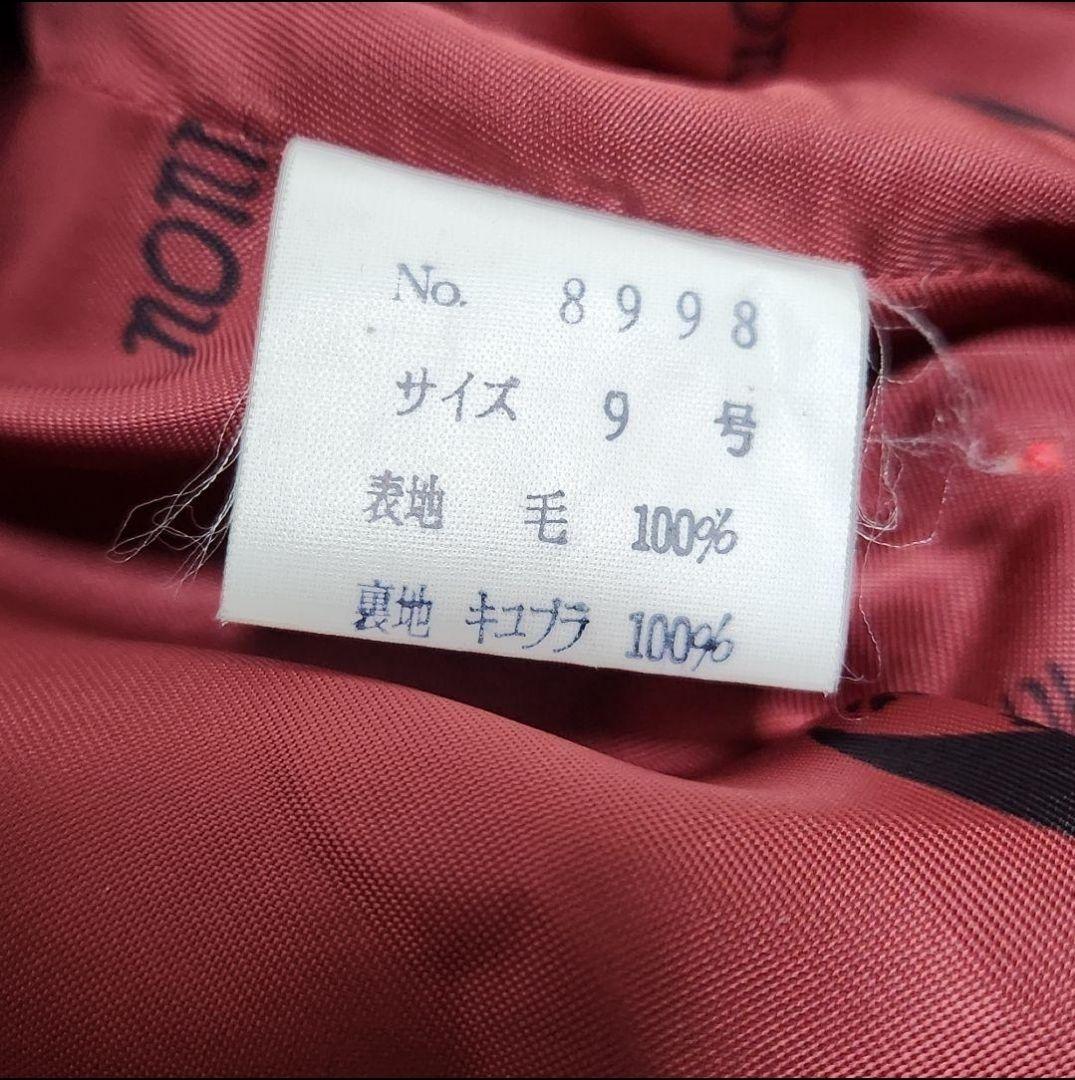 No. 8998
サイズ 9 号
表地 毛 100%
裏地 キュプラ 100%